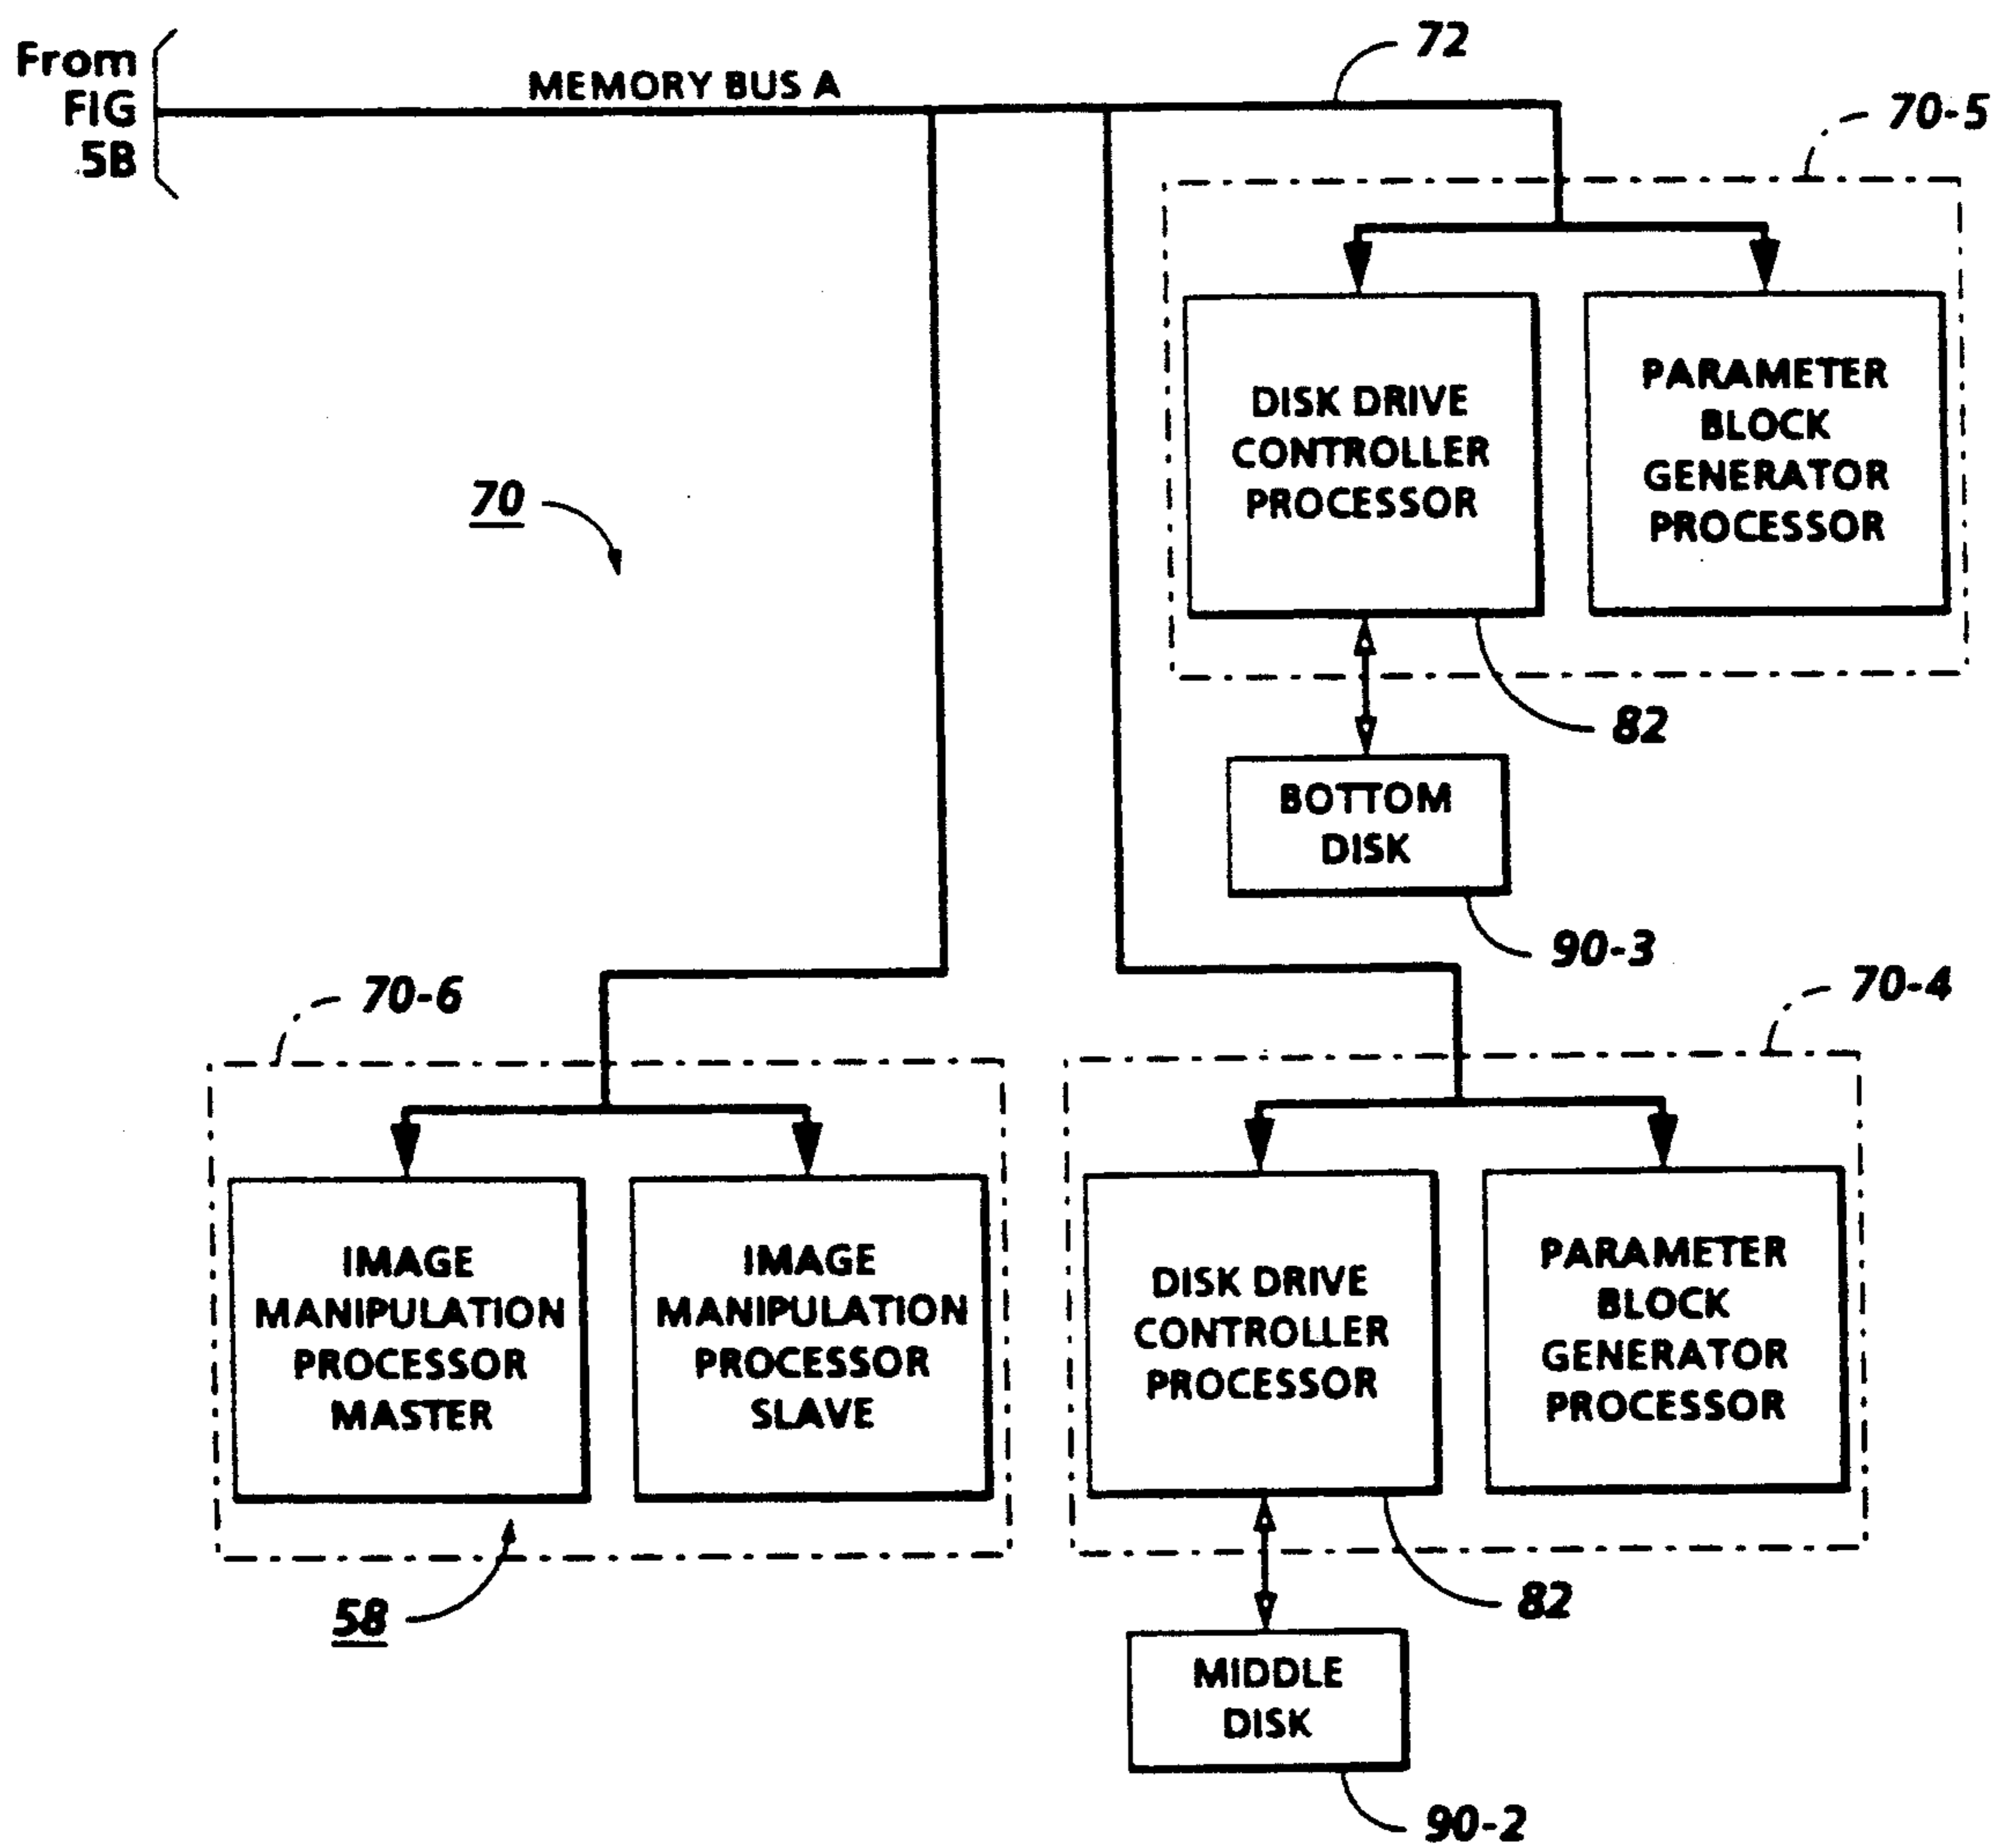 From
FIG
5B
MEMORY BUS A
72
70-5
DISK DRIVE
CONTROLLER
PROCESSOR
PARAMETER
BLOCK
GENERATOR
PROCESSOR
70
82
BOTTOM
DISK
90-3
70-6
70-4
IMAGE
MANIPULATION
PROCESSOR
MASTER
IMAGE
MANIPULATION
PROCESSOR
SLAVE
DISK DRIVE
CONTROLLER
PROCESSOR
PARAMETER
BLOCK
GENERATOR
PROCESSOR
58
82
MIDDLE
DISK
90-2